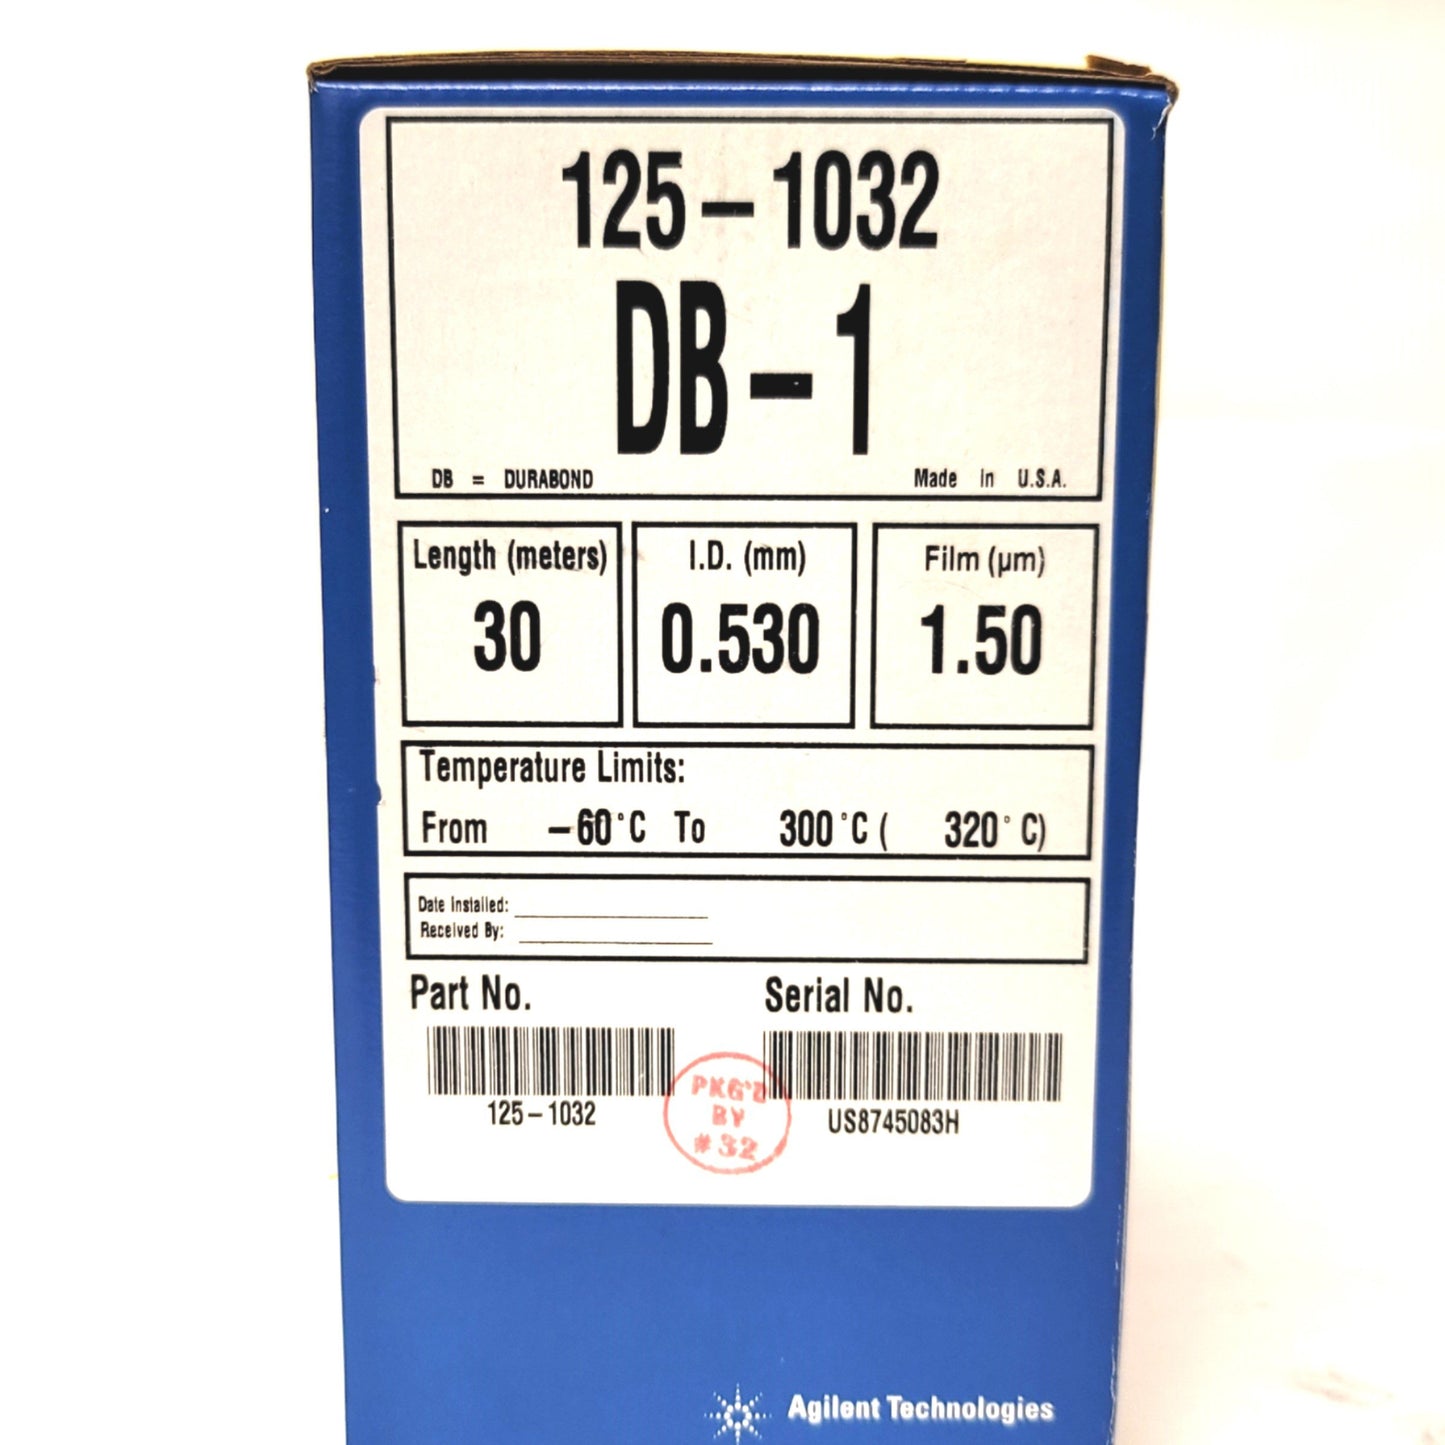 125-1032
DB-1
DB = DURABOND Made in U.S.A.
Length (meters) I.D. (mm) Film (µm)
30 0.530 1.50
Temperature Limits:
From -60°C To 300°C ( 320°C)
Date Installed:
Received By:
Part No. Serial No.
125-1032 US8745083H
PKG'D
BY
#32
Agilent Technologies